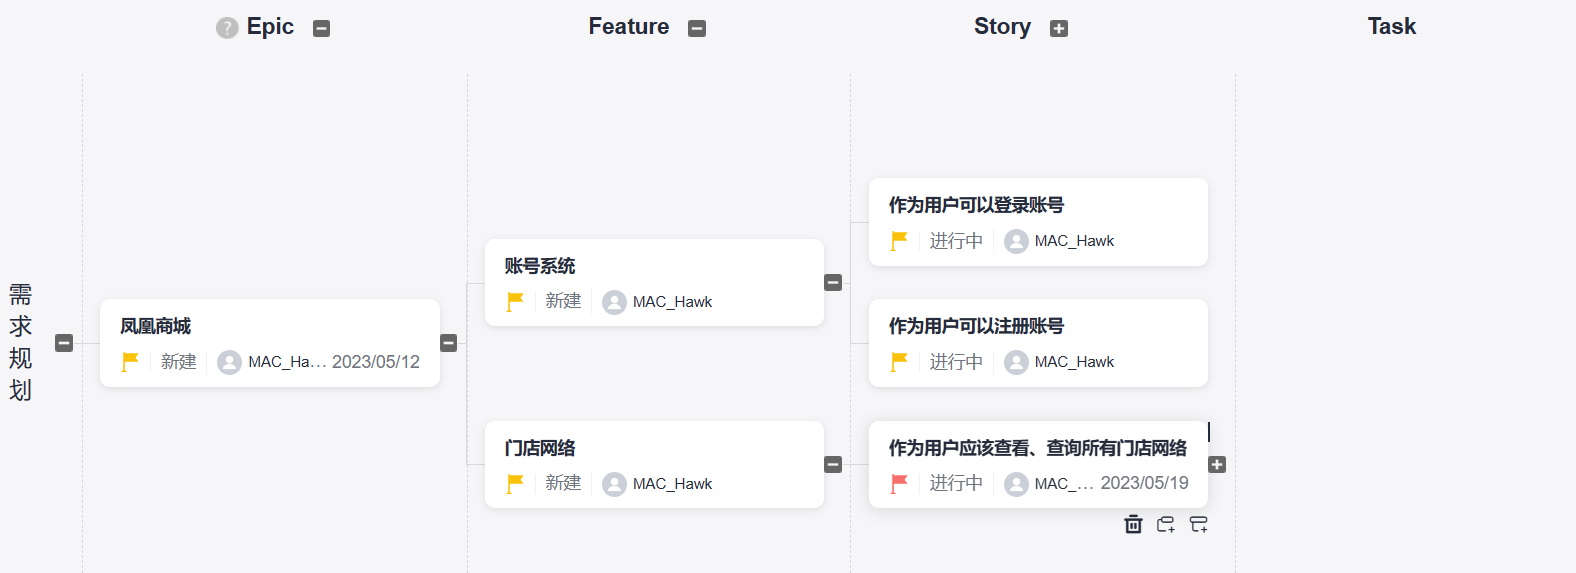 ? Epic
Feature
Story
Task
需求规划
凤凰商城
新建 MAC_Ha... 2023/05/12
账号系统
新建 MAC_Hawk
门店网络
新建 MAC_Hawk
作为用户可以登录账号
进行中 MAC_Hawk
作为用户可以注册账号
进行中 MAC_Hawk
作为用户应该查看、查询所有门店网络
进行中 MAC_... 2023/05/19